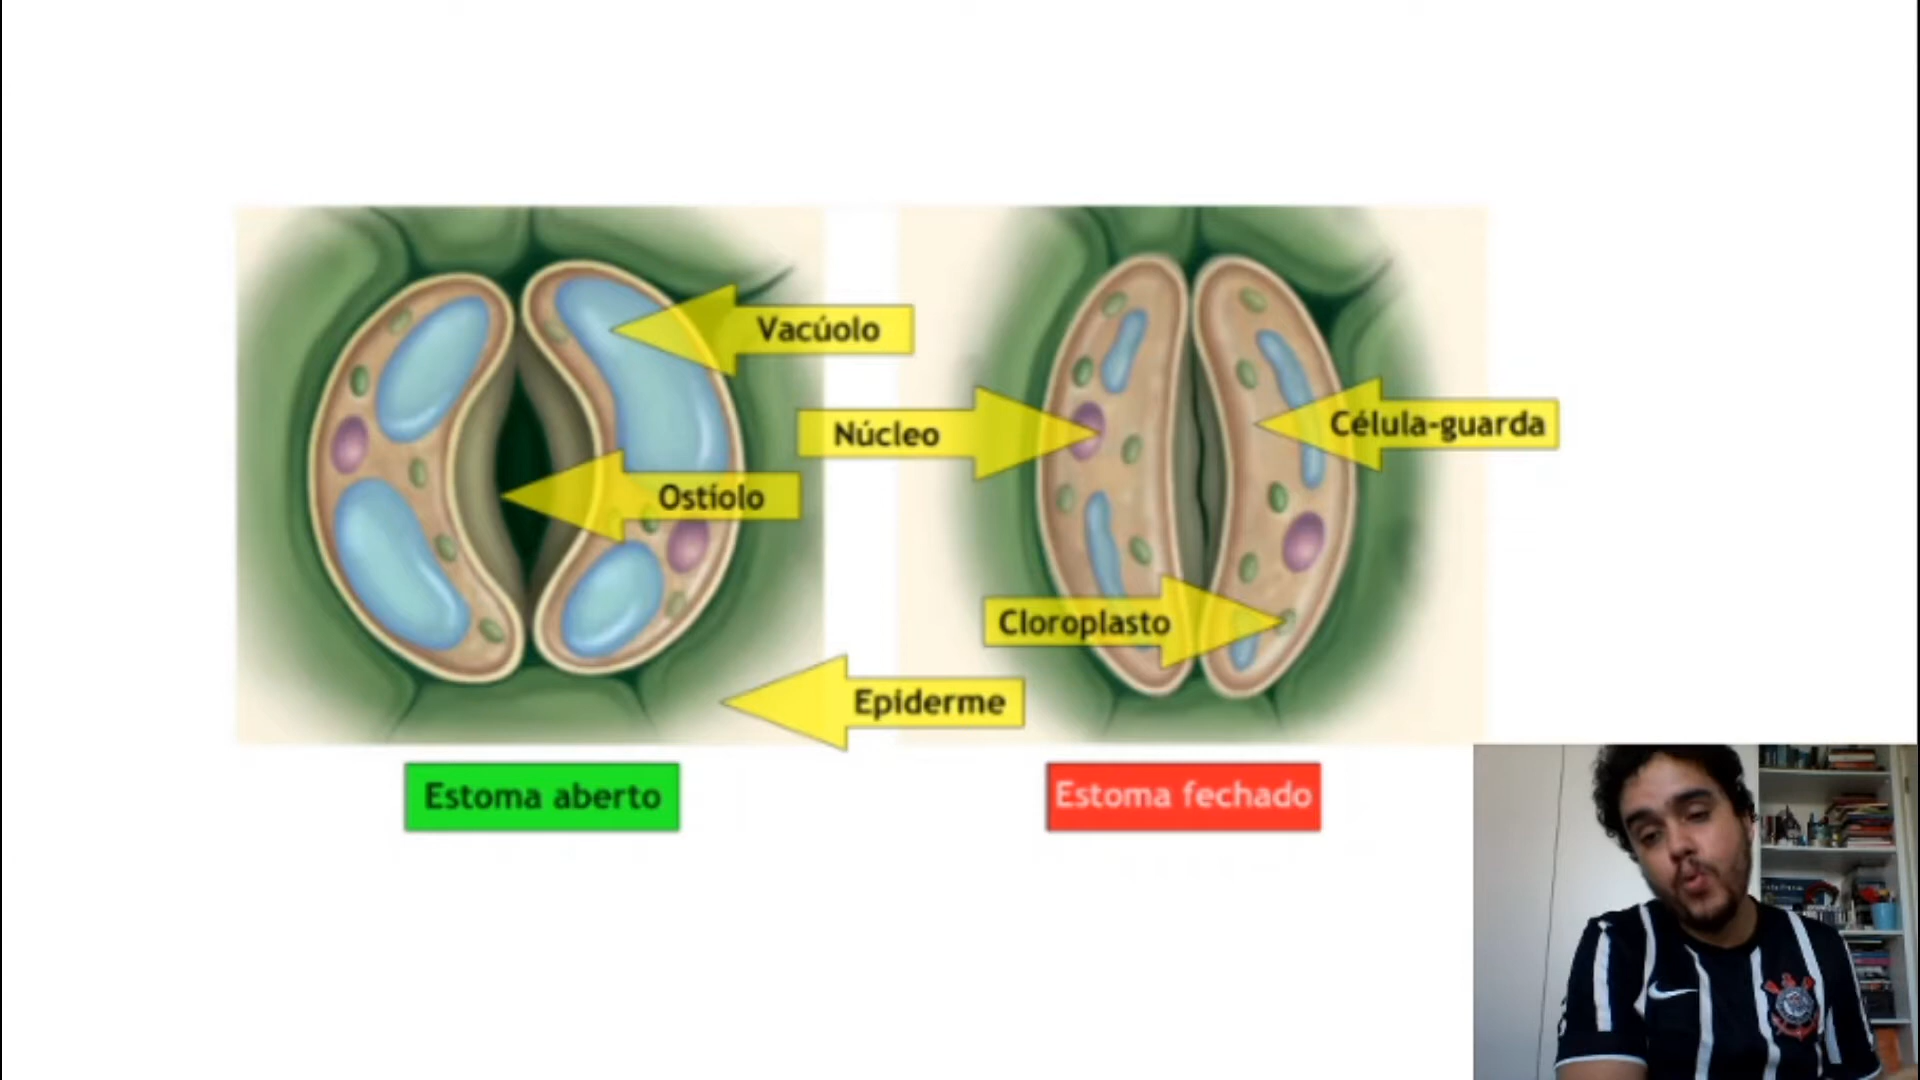 Vacúolo
Núcleo
Célula-guarda
Ostíolo
Cloroplasto
Epiderme
Estoma aberto
Estoma fechado